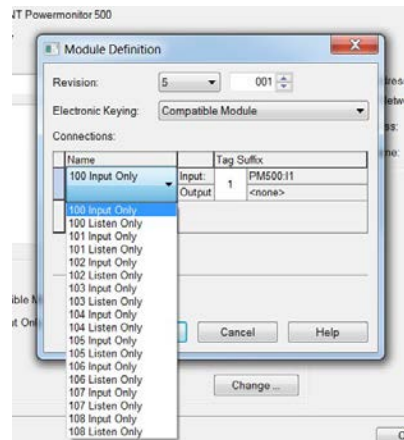 NT Powermonitor 500
Module Definition
Revision: 5 001
Electronic Keying: Compatible Module
Connections:
Name Tag Suffix
100 Input Only Input: 1 PM500:I1
Output <none>
100 Input Only
100 Listen Only
101 Input Only
101 Listen Only
102 Input Only
102 Listen Only
103 Input Only
103 Listen Only
104 Input Only
104 Listen Only
105 Input Only
105 Listen Only
106 Input Only
106 Listen Only
107 Input Only
107 Listen Only
108 Input Only
108 Listen Only
Cancel Help
Change ...